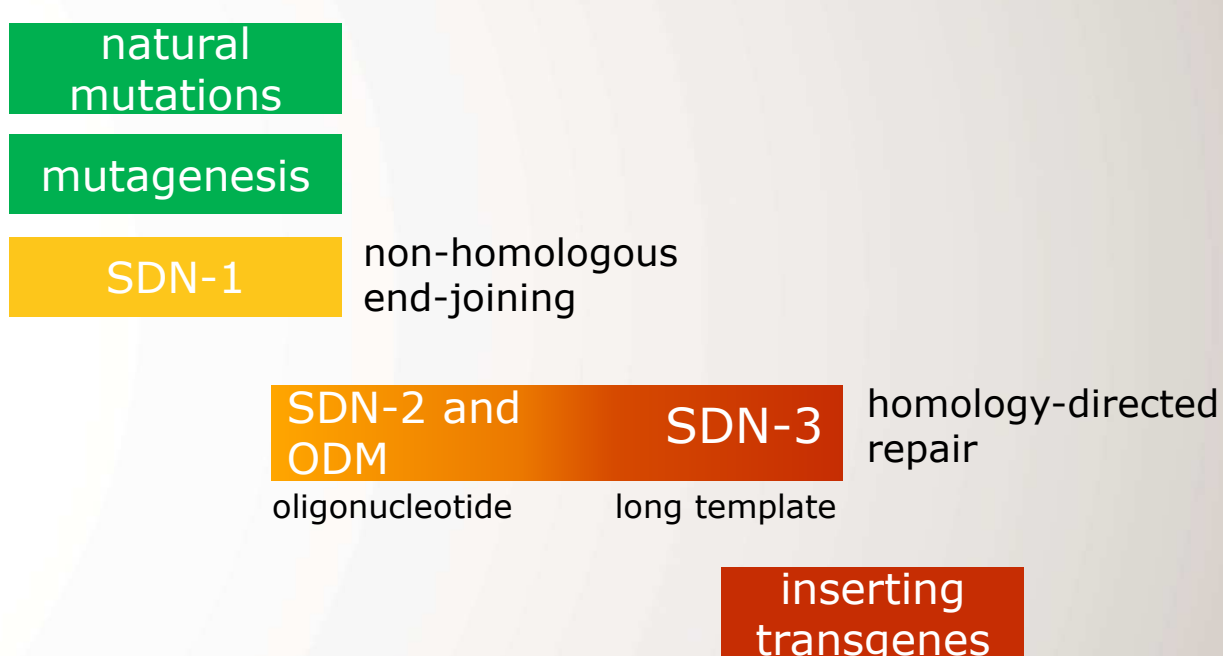 natural
mutations
mutagenesis
SDN-1
non-homologous
end-joining
SDN-2 and
ODM
SDN-3
homology-directed
repair
oligonucleotide
long template
inserting
transgenes